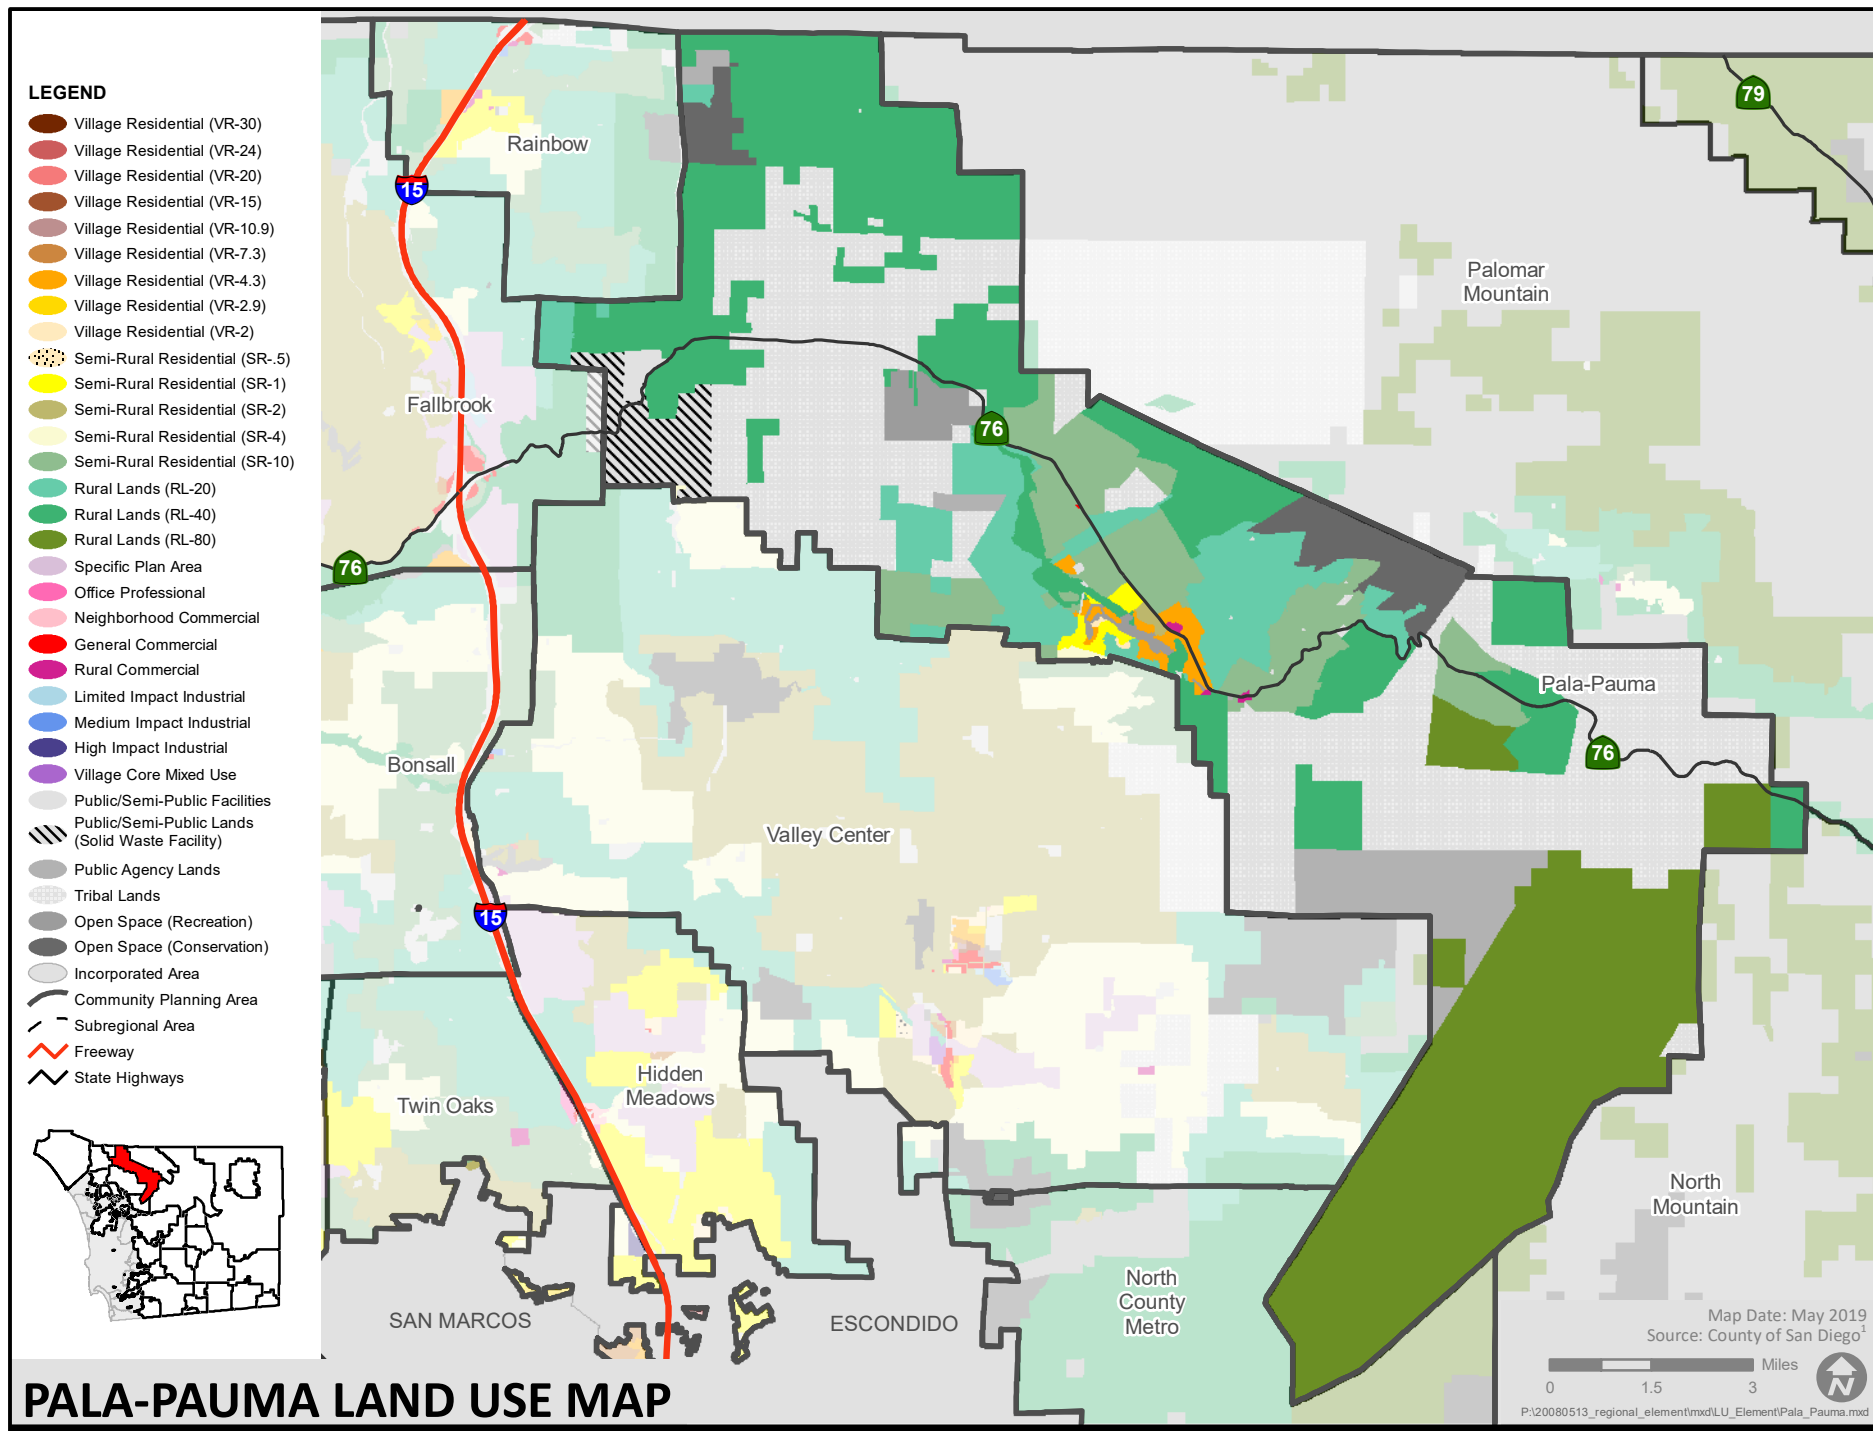 LEGEND
Village Residential (VR-30)
Village Residential (VR-24)
Village Residential (VR-20)
Village Residential (VR-15)
Village Residential (VR-10.9)
Village Residential (VR-7.3)
Village Residential (VR-4.3)
Village Residential (VR-2.9)
Village Residential (VR-2)
Semi-Rural Residential (SR-.5)
Semi-Rural Residential (SR-1)
Semi-Rural Residential (SR-2)
Semi-Rural Residential (SR-4)
Semi-Rural Residential (SR-10)
Rural Lands (RL-20)
Rural Lands (RL-40)
Rural Lands (RL-80)
Specific Plan Area
Office Professional
Neighborhood Commercial
General Commercial
Rural Commercial
Limited Impact Industrial
Medium Impact Industrial
High Impact Industrial
Village Core Mixed Use
Public/Semi-Public Facilities
Public/Semi-Public Lands
(Solid Waste Facility)
Public Agency Lands
Tribal Lands
Open Space (Recreation)
Open Space (Conservation)
Incorporated Area
Community Planning Area
Subregional Area
Freeway
State Highways
79
Rainbow
15
Palomar
Mountain
Fallbrook
76
76
Pala-Pauma
76
Bonsall
Valley Center
15
Hidden
Meadows
Twin Oaks
North
Mountain
North
County
Metro
SAN MARCOS
ESCONDIDO
Map Date: May 2019
Source: County of San Diego1
Miles
0 1.5 3
N
P:\20080513_regional_element\mxd\LU_Element\Pala_Pauma.mxd
PALA-PAUMA LAND USE MAP